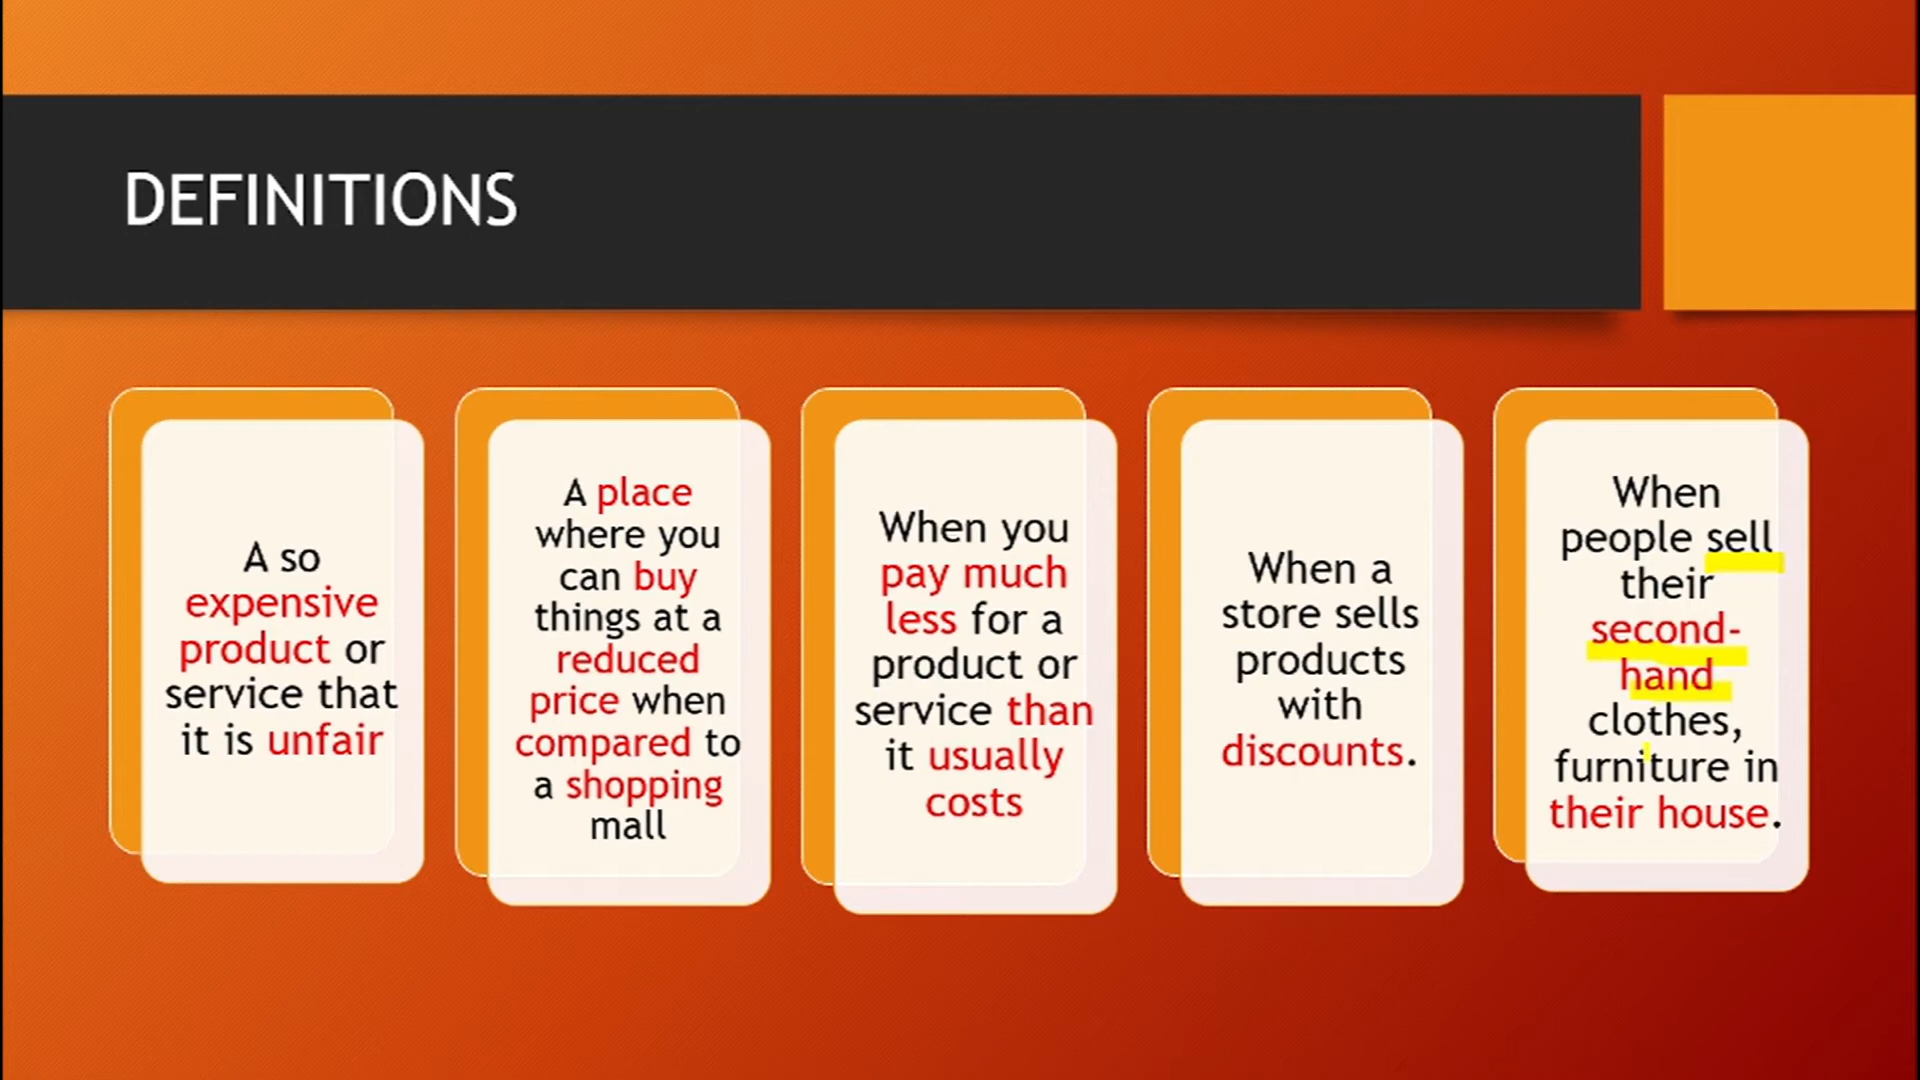 DEFINITIONS
A so
expensive
product or
service that
it is unfair
A place
where you
can buy
things at a
reduced
price when
compared to
a shopping
mall
When you
pay much
less for a
product or
service than
it usually
costs
When a
store sells
products
with
discounts.
When
people sell
their
second-
hand
clothes,
furniture in
their house.